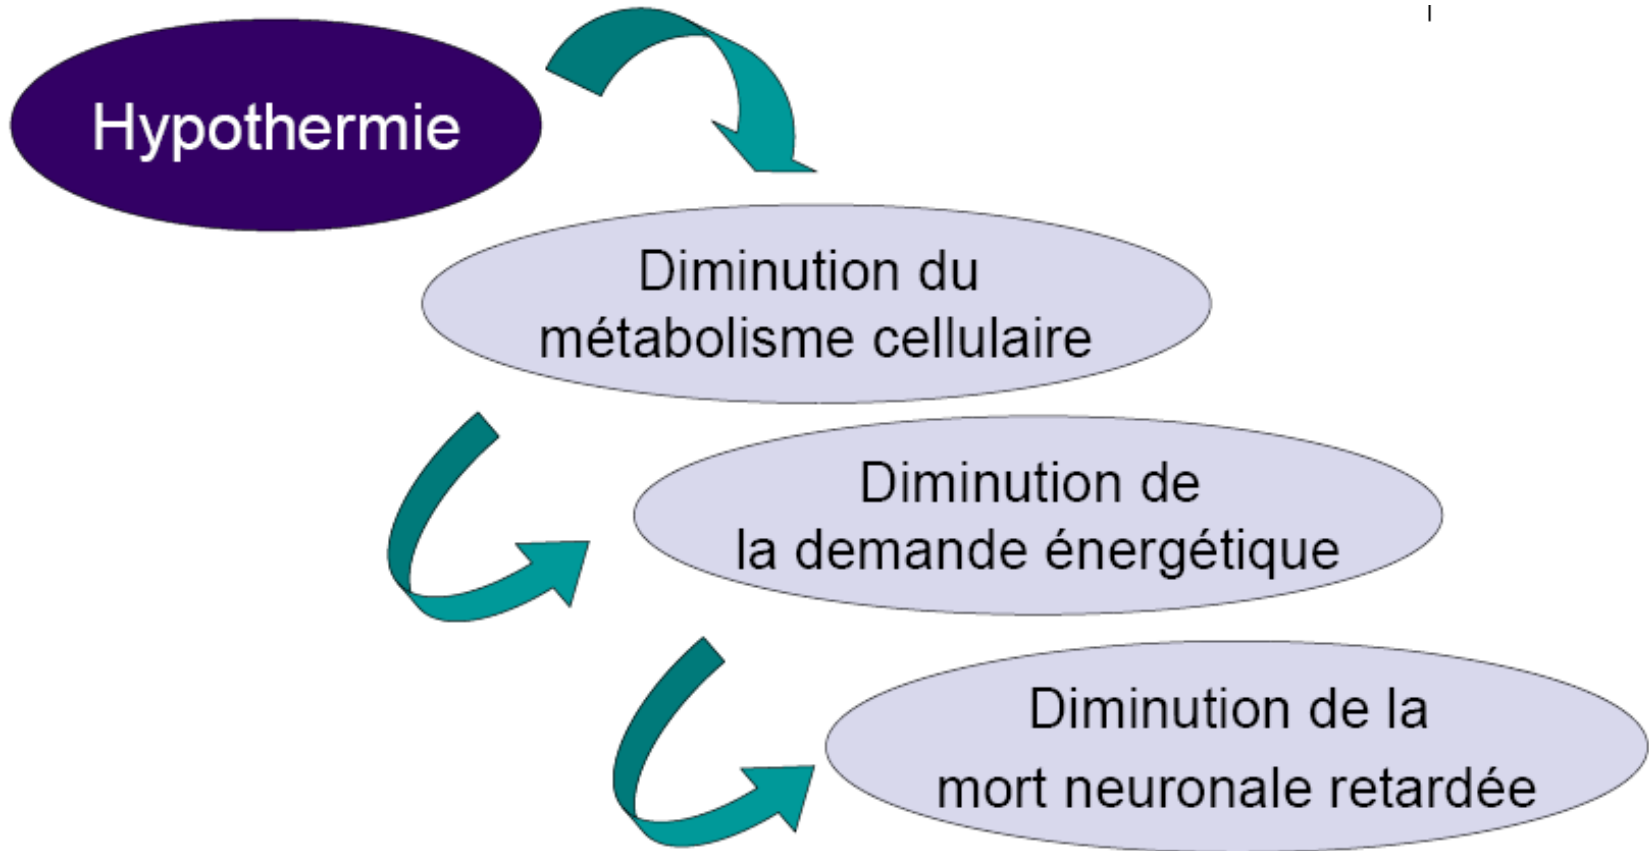 Hypothermie
Diminution du
métabolisme cellulaire
Diminution de
la demande énergétique
Diminution de la
mort neuronale retardée